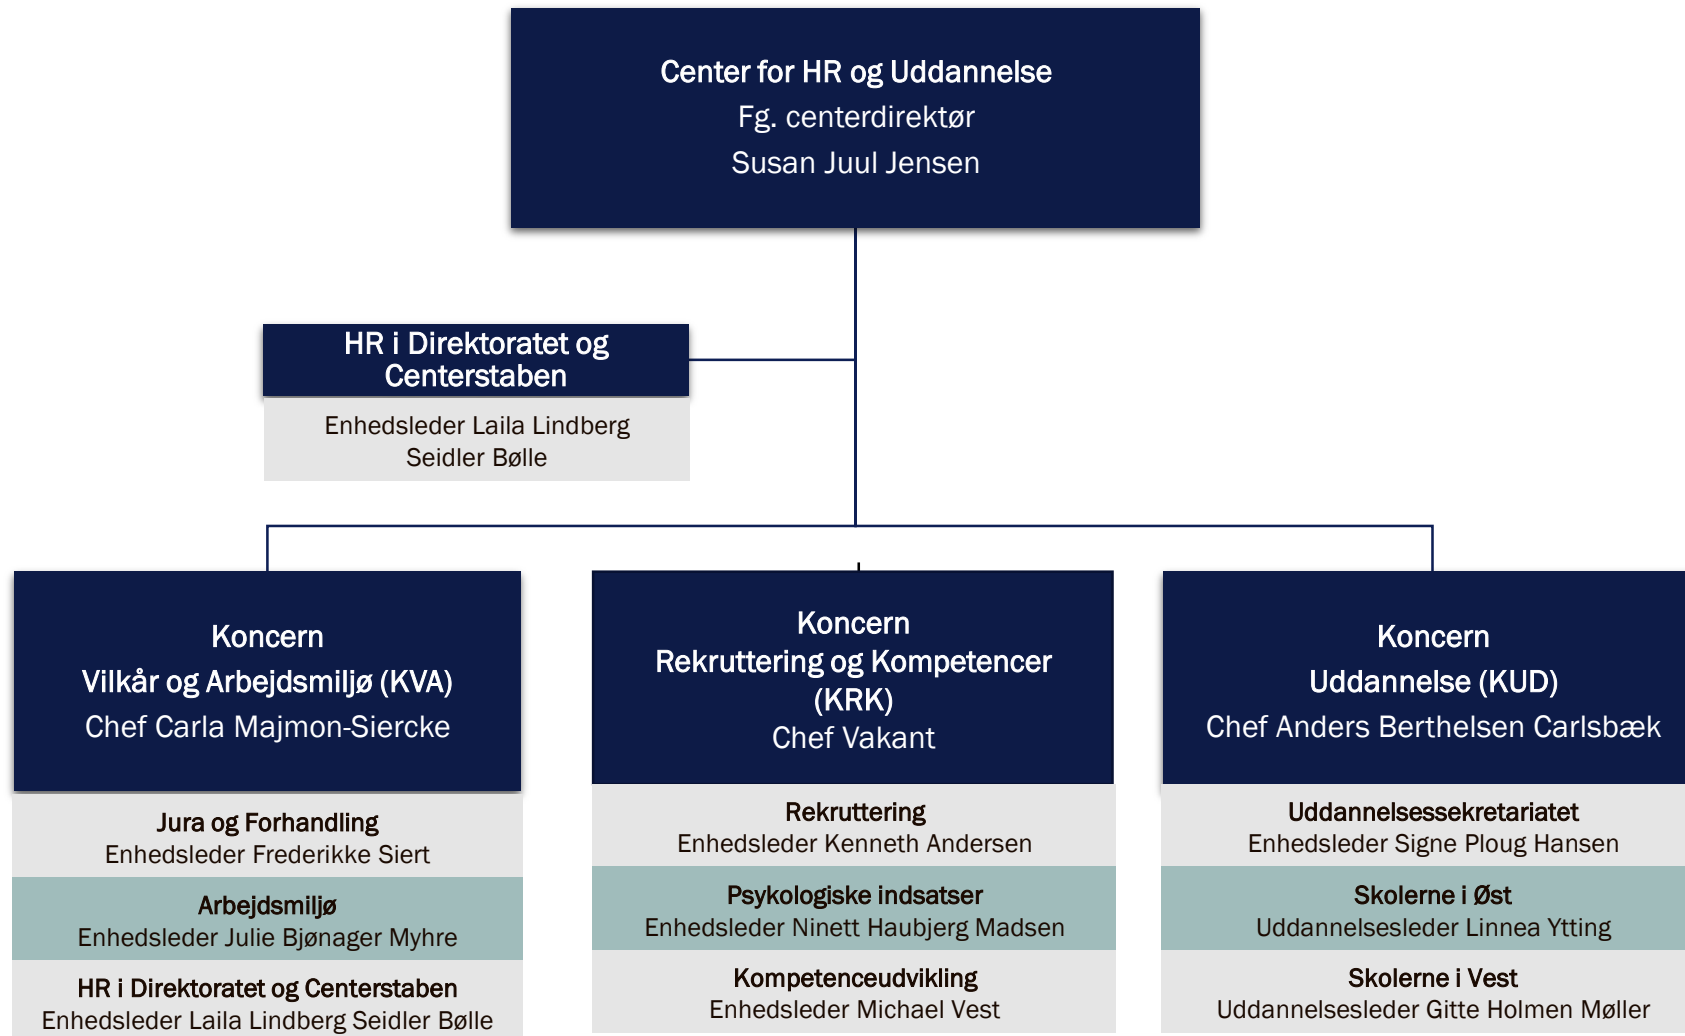 Center for HR og Uddannelse
Fg. centerdirektør
Susan Juul Jensen
HR i Direktoratet og
Centerstaben
Enhedsleder Laila Lindberg
Seidler Bølle
Koncern
Vilkår og Arbejdsmiljø (KVA)
Chef Carla Majmon-Siercke
Jura og Forhandling
Enhedsleder Frederikke Siert
Arbejdsmiljø
Enhedsleder Julie Bjønager Myhre
HR i Direktoratet og Centerstaben
Enhedsleder Laila Lindberg Seidler Bølle
Koncern
Rekruttering og Kompetencer
(KRK)
Chef Vakant
Rekruttering
Enhedsleder Kenneth Andersen
Psykologiske indsatser
Enhedsleder Ninett Haubjerg Madsen
Kompetenceudvikling
Enhedsleder Michael Vest
Koncern
Uddannelse (KUD)
Chef Anders Berthelsen Carlsbæk
Uddannelsessekretariatet
Enhedsleder Signe Ploug Hansen
Skolerne i Øst
Uddannelsesleder Linnea Ytting
Skolerne i Vest
Uddannelsesleder Gitte Holmen Møller